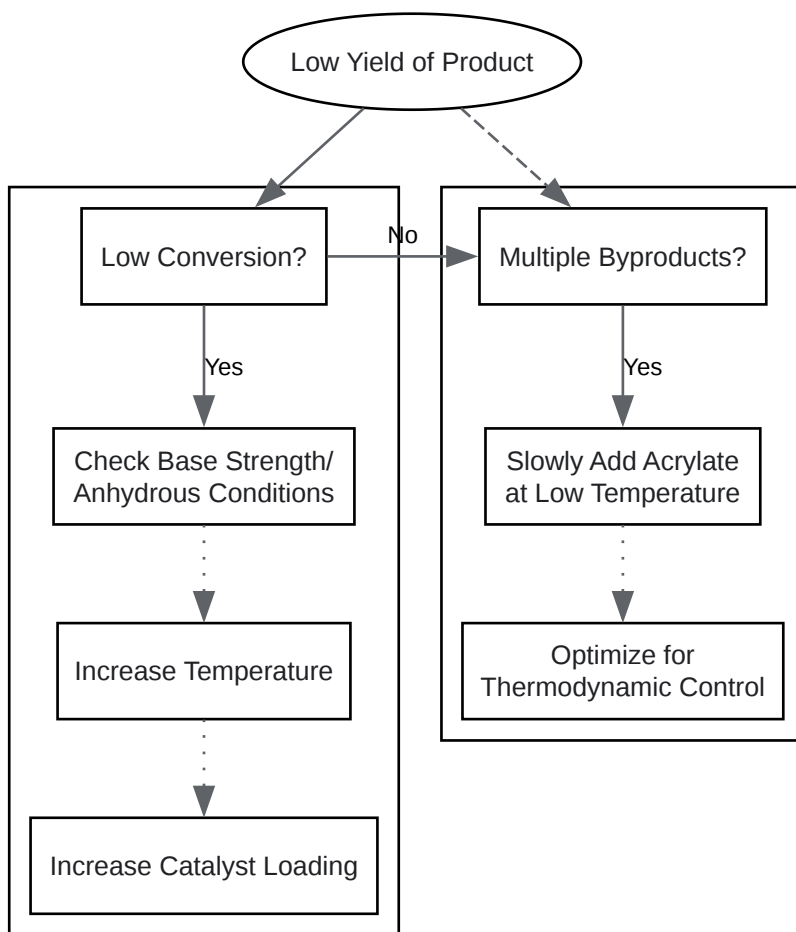 Low Yield of Product
Low Conversion?
No
Multiple Byproducts?
Yes
Yes
Check Base Strength/
Anhydrous Conditions
Slowly Add Acrylate
at Low Temperature
Increase Temperature
Optimize for
Thermodynamic Control
Increase Catalyst Loading